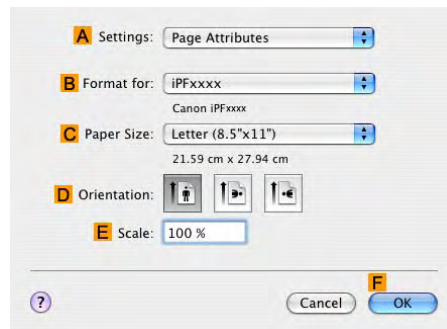 A Settings: Page Attributes
B Format for: iPFxxxx
Canon iPFxxxx
C Paper Size: Letter (8.5"x11")
21.59 cm x 27.94 cm
D Orientation:
E Scale: 100 %
F
? Cancel OK